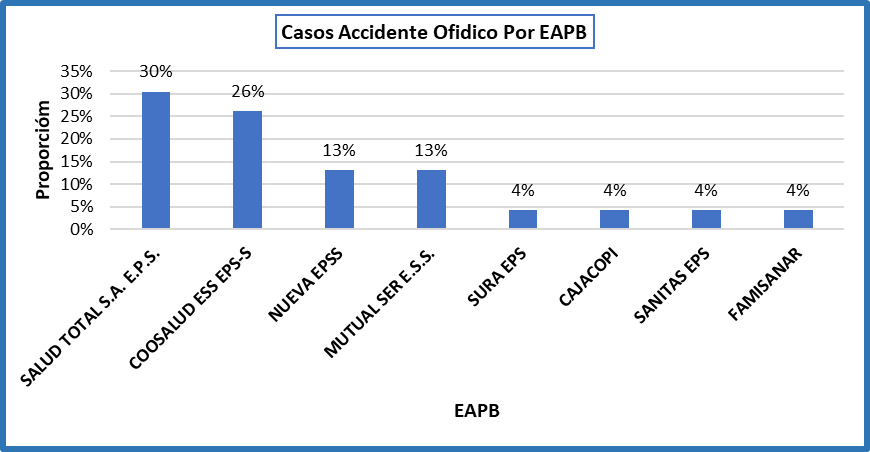 Casos Accidente Ofidico Por EAPB
Proporcióm
35%
30%
25%
20%
15%
10%
5%
0%
30%
26%
13%
13%
4%
4%
4%
4%
SALUD TOTAL S.A. E.P.S.
COOSALUD ESS EPS-S
NUEVA EPSS
MUTUAL SER E.S.S.
SURA EPS
CAJACOPI
SANITAS EPS
FAMISANAR
EAPB